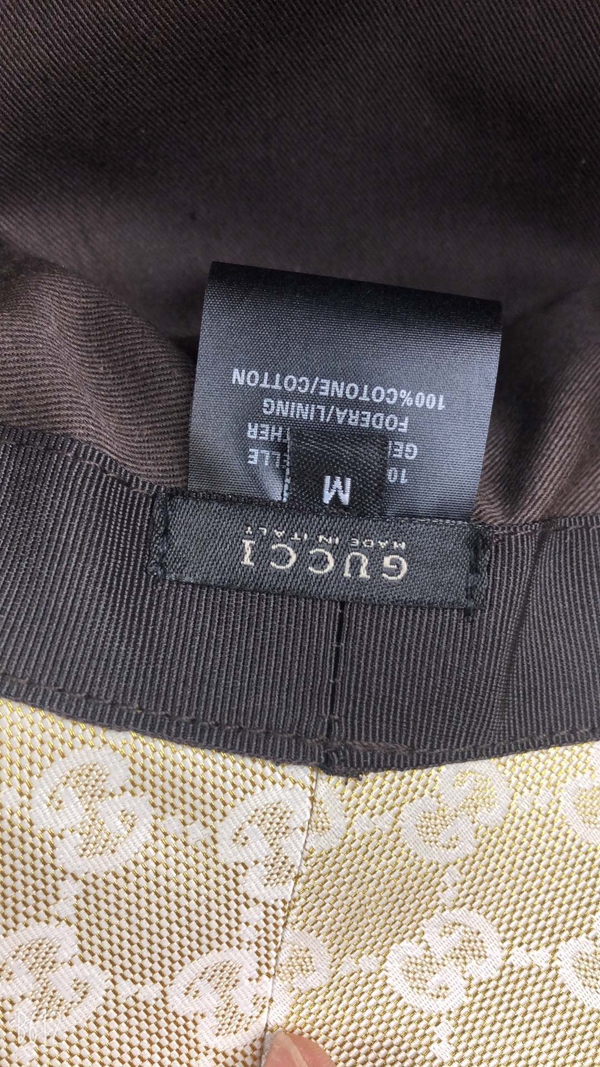 GUCCI
MADE IN ITALY
M
FODERA/LINING
100%COTONE/COTTON